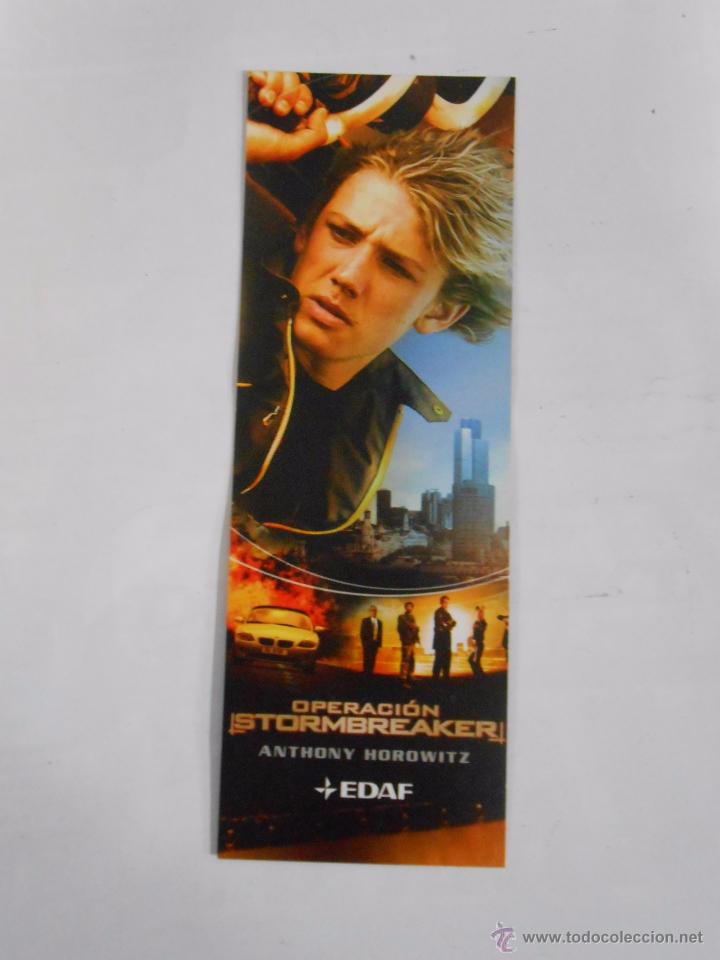 OPERACIÓN
STORMBREAKER
ANTHONY HOROWITZ
EDAF
© www.todocoleccion.net